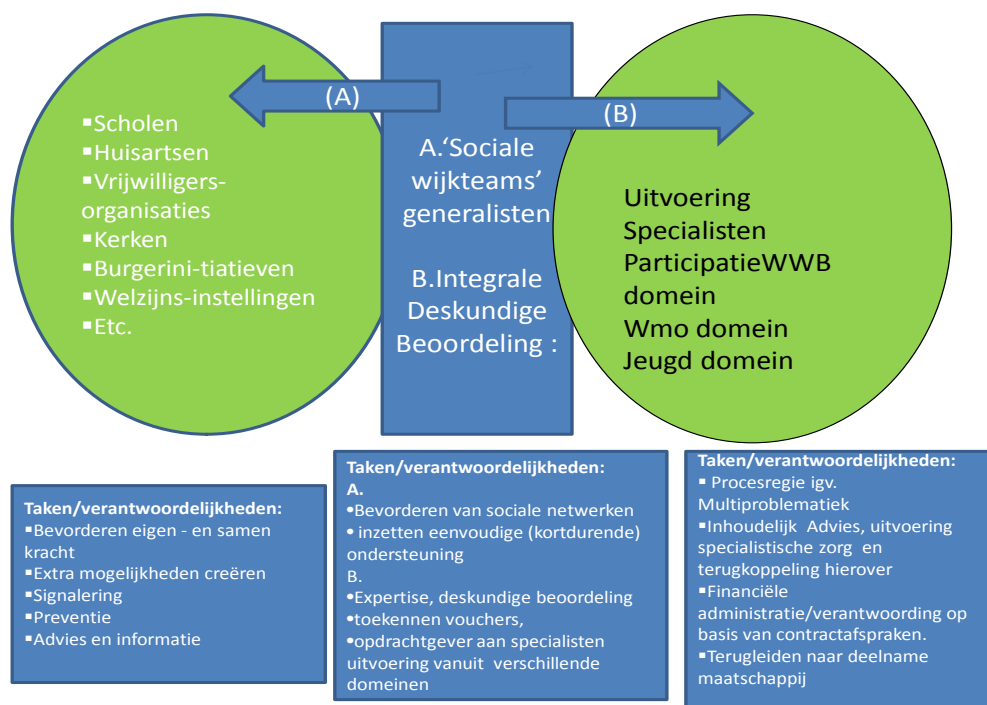 (A)
▪Scholen
▪Huisartsen
▪Vrijwilligers-
organisaties
▪Kerken
▪Burgerini-tiatieven
▪Welzijns-instellingen
▪Etc.
A.‘Sociale
wijkteams’
generalisten
B.Integrale
Deskundige
Beoordeling :
(B)
Uitvoering
Specialisten
ParticipatieWWB
domein
Wmo domein
Jeugd domein
Taken/verantwoordelijkheden:
▪Bevorderen eigen - en samen
kracht
▪Extra mogelijkheden creëren
▪Signalering
▪Preventie
▪Advies en informatie
Taken/verantwoordelijkheden:
A.
•Bevorderen van sociale netwerken
• inzetten eenvoudige (kortdurende)
ondersteuning
B.
•Expertise, deskundige beoordeling
•toekennen vouchers,
•opdrachtgever aan specialisten
uitvoering vanuit verschillende
domeinen
Taken/verantwoordelijkheden:
▪ Procesregie igv.
Multiproblematiek
▪Inhoudelijk Advies, uitvoering
specialistische zorg en
terugkoppeling hierover
▪Financiële
administratie/verantwoording op
basis van contractafspraken.
▪Terugleiden naar deelname
maatschappij